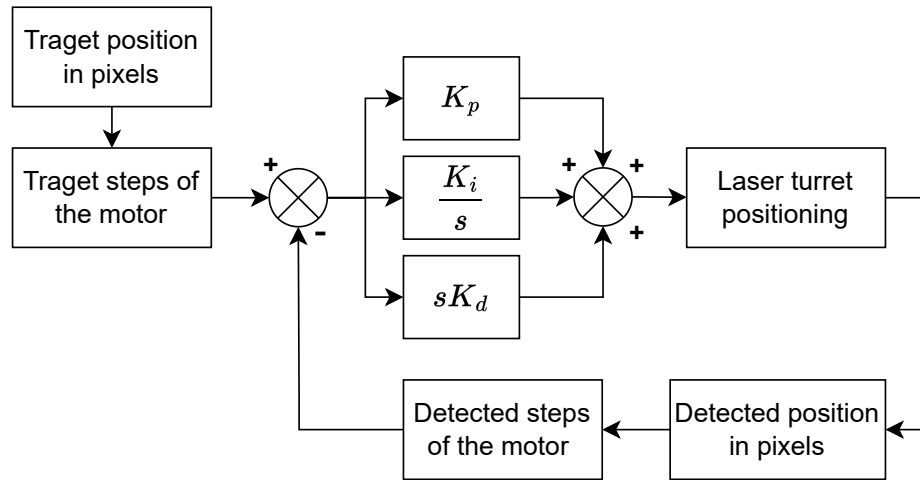 Traget position
in pixels
Traget steps of
the motor
+
-
K_p
K_i
s
sK_d
+
+
+
Laser turret
positioning
Detected steps
of the motor
Detected position
in pixels